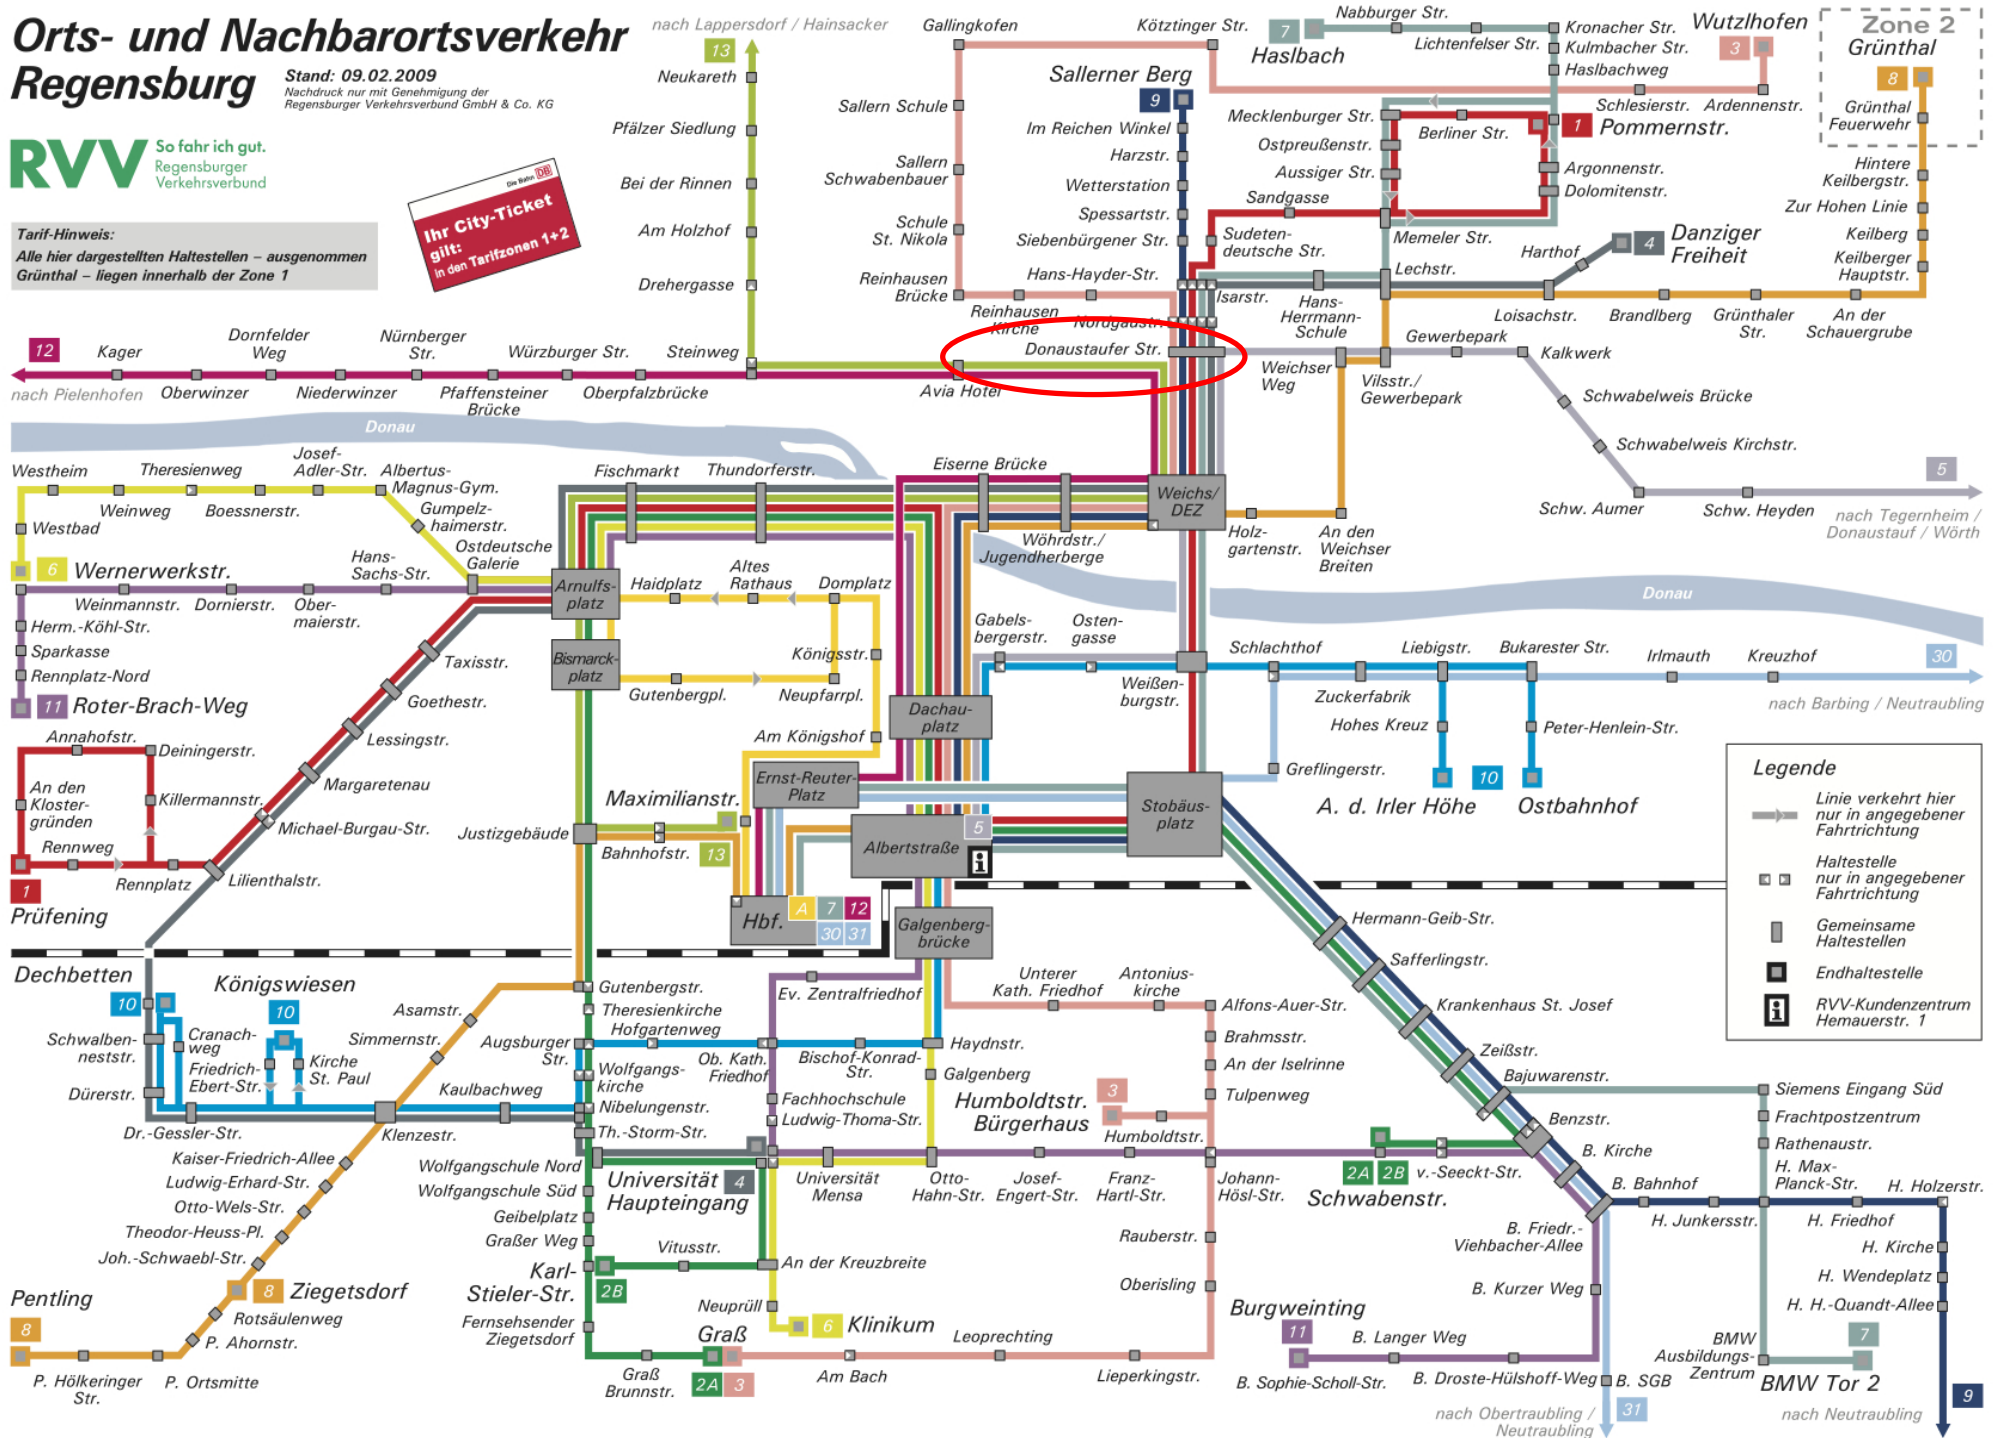 Orts- und Nachbarortsverkehr
Regensburg
Stand: 09.02.2009
Nachdruck nur mit Genehmigung der
Regensburger Verkehrsverbund GmbH & Co. KG
RVV
So fahr ich gut.
Regensburger
Verkehrsverbund
Tarif-Hinweis:
Alle hier dargestellten Haltestellen – ausgenommen
Grünthal – liegen innerhalb der Zone 1
Die Bahn DB
Ihr City-Ticket
gilt:
in den Tarifzonen 1+2
nach Lappersdorf / Hainsacker
13
Neukareth
Pfälzer Siedlung
Bei der Rinnen
Am Holzhof
Drehergasse
Steinweg
Gallingkofen
Kötztinger Str.
Sallern Schule
Sallern
Schwabenbauer
Schule
St. Nikola
Reinhausen
Brücke
Reinhausen
Kirche
Hans-Hayder-Str.
Nordgaustr.
Donaustaufer Str.
Avia Hotel
Sallerner Berg
9
Im Reichen Winkel
Harzstr.
Wetterstation
Spessartstr.
Siebenbürgener Str.
7
Haslbach
Nabburger Str.
Lichtenfelser Str.
Kronacher Str.
Kulmbacher Str.
Haslbachweg
Wutzlhofen
3
Schlesierstr.
Ardennenstr.
Mecklenburger Str.
Berliner Str.
1
Pommernstr.
Ostpreußenstr.
Aussiger Str.
Sandgasse
Argonnenstr.
Dolomitenstr.
Sudeten-
deutsche Str.
Memeler Str.
Lechstr.
Isarstr.
Hans-
Herrmann-
Schule
Harthof
4
Danziger
Freiheit
Loisachstr.
Brandlberg
Grünthaler
Str.
An der
Schauergrube
Zone 2
Grünthal
8
Grünthal
Feuerwehr
Hintere
Keilbergstr.
Zur Hohen Linie
Keilberg
Keilberger
Hauptstr.
Gewerbepark
Kalkwerk
Weichser
Weg
Vilsstr./
Gewerbepark
Schwabelweis Brücke
Schwabelweis Kirchstr.
Schw. Aumer
Schw. Heyden
5
nach Tegernheim /
Donaustauf / Wörth
12
Kager
Dornfelder
Weg
Nürnberger
Str.
Würzburger Str.
nach Pielenhofen
Oberwinzer
Niederwinzer
Pfaffensteiner
Brücke
Oberpfalzbrücke
Donau
Westheim
Theresienweg
Josef-
Adler-Str.
Albertus-
Magnus-Gym.
Weinweg
Boessnerstr.
Gumpelz-
haimerstr.
Westbad
Ostdeutsche
Galerie
6
Wernerwerkstr.
Hans-
Sachs-Str.
Weinmannstr.
Dornierstr.
Ober-
maierstr.
Herm.-Köhl-Str.
Sparkasse
Rennplatz-Nord
11
Roter-Brach-Weg
Fischmarkt
Thundorferstr.
Eiserne Brücke
Weichs/
DEZ
Wöhrdstr./
Jugendherberge
Holz-
gartenstr.
An den
Weichser
Breiten
Donau
Arnulfs-
platz
Haidplatz
Altes
Rathaus
Domplatz
Bismarck-
platz
Königsstr.
Gutenbergpl.
Neupfarrpl.
Am Königshof
Gabels-
bergerstr.
Osten-
gasse
Weißen-
burgstr.
Schlachthof
Liebigstr.
Bukarester Str.
Irlmauth
Kreuzhof
30
nach Barbing / Neutraubling
Zuckerfabrik
Hohes Kreuz
Peter-Henlein-Str.
Greflingerstr.
10
A. d. Irler Höhe
Ostbahnhof
Dachau-
platz
Ernst-Reuter-
Platz
Stobäus-
platz
Albertstraße
5
i
Taxisstr.
Goethestr.
Lessingstr.
Margaretenau
Michael-Burgau-Str.
Lilienthalstr.
Annahofstr.
Deiningerstr.
An den
Kloster-
gründen
Killermannstr.
Rennweg
Rennplatz
1
Prüfening
Maximilianstr.
Justizgebäude
Bahnhofstr.
13
Hbf.
A
7
12
30
31
Galgenberg-
brücke
Legende
Linie verkehrt hier
nur in angegebener
Fahrtrichtung
Haltestelle
nur in angegebener
Fahrtrichtung
Gemeinsame
Haltestellen
Endhaltestelle
i
RVV-Kundenzentrum
Hemauerstr. 1
Dechbetten
10
Königswiesen
10
Schwalben-
neststr.
Cranach-
weg
Friedrich-
Ebert-Str.
Kirche
St. Paul
Dürerstr.
Dr.-Gessler-Str.
Asamstr.
Simmernstr.
Kaulbachweg
Klenzestr.
Kaiser-Friedrich-Allee
Ludwig-Erhard-Str.
Otto-Wels-Str.
Theodor-Heuss-Pl.
Joh.-Schwaebl-Str.
8
Ziegetsdorf
Rotsäulenweg
P. Ahornstr.
Pentling
8
P. Hölkeringer
Str.
P. Ortsmitte
Gutenbergstr.
Theresienkirche
Hofgartenweg
Augsburger
Str.
Wolfgangs-
kirche
Nibelungenstr.
Th.-Storm-Str.
Wolfgangschule Nord
Wolfgangschule Süd
Geibelplatz
Graßer Weg
Karl-
Stieler-Str.
2B
Vitusstr.
An der Kreuzbreite
Fernsehsender
Ziegetsdorf
Neuprüll
6
Klinikum
Graß
Graß
Brunnstr.
2A
3
Universität
Haupteingang
4
Ev. Zentralfriedhof
Ob. Kath.
Friedhof
Bischof-Konrad-
Str.
Haydnstr.
Galgenberg
Fachhochschule
Ludwig-Thoma-Str.
Universität
Mensa
Otto-
Hahn-Str.
Josef-
Engert-Str.
Franz-
Hartl-Str.
Johann-
Hösl-Str.
Unterer
Kath. Friedhof
Antonius-
kirche
Alfons-Auer-Str.
Brahmsstr.
An der Iselrinne
Tulpenweg
3
Humboldtstr.
Bürgerhaus
Humboldtstr.
Rauberstr.
Oberisling
Am Bach
Leoprechting
Lieperkingstr.
Hermann-Geib-Str.
Safferlingstr.
Krankenhaus St. Josef
Zeißstr.
Bajuwarenstr.
Benzstr.
2A
2B
v.-Seeckt-Str.
Schwabenstr.
B. Kirche
B. Bahnhof
B. Friedr.-
Viehbacher-Allee
B. Kurzer Weg
Burgweinting
11
B. Langer Weg
B. Sophie-Scholl-Str.
B. Droste-Hülshoff-Weg
B. SGB
31
nach Obertraubling /
Neutraubling
Siemens Eingang Süd
Frachtpostzentrum
Rathenaustr.
H. Max-
Planck-Str.
H. Holzerstr.
H. Junkersstr.
H. Friedhof
H. Kirche
H. Wendeplatz
H. H.-Quandt-Allee
BMW
Ausbildungs-
Zentrum
7
BMW Tor 2
9
nach Neutraubling